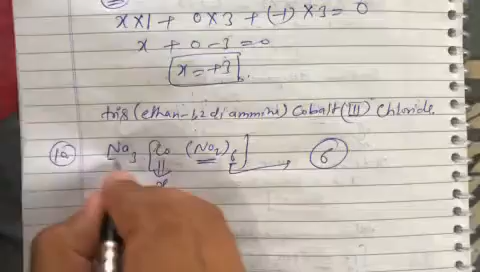 x×1 + 0×3 + (-1)×3 = 0
x + 0 - 3 = 0
x = +3
tris (ethan-1,2 diammine) Cobalt (III) Chloride.
10 Na3 [Co (NO2)6] 6
x